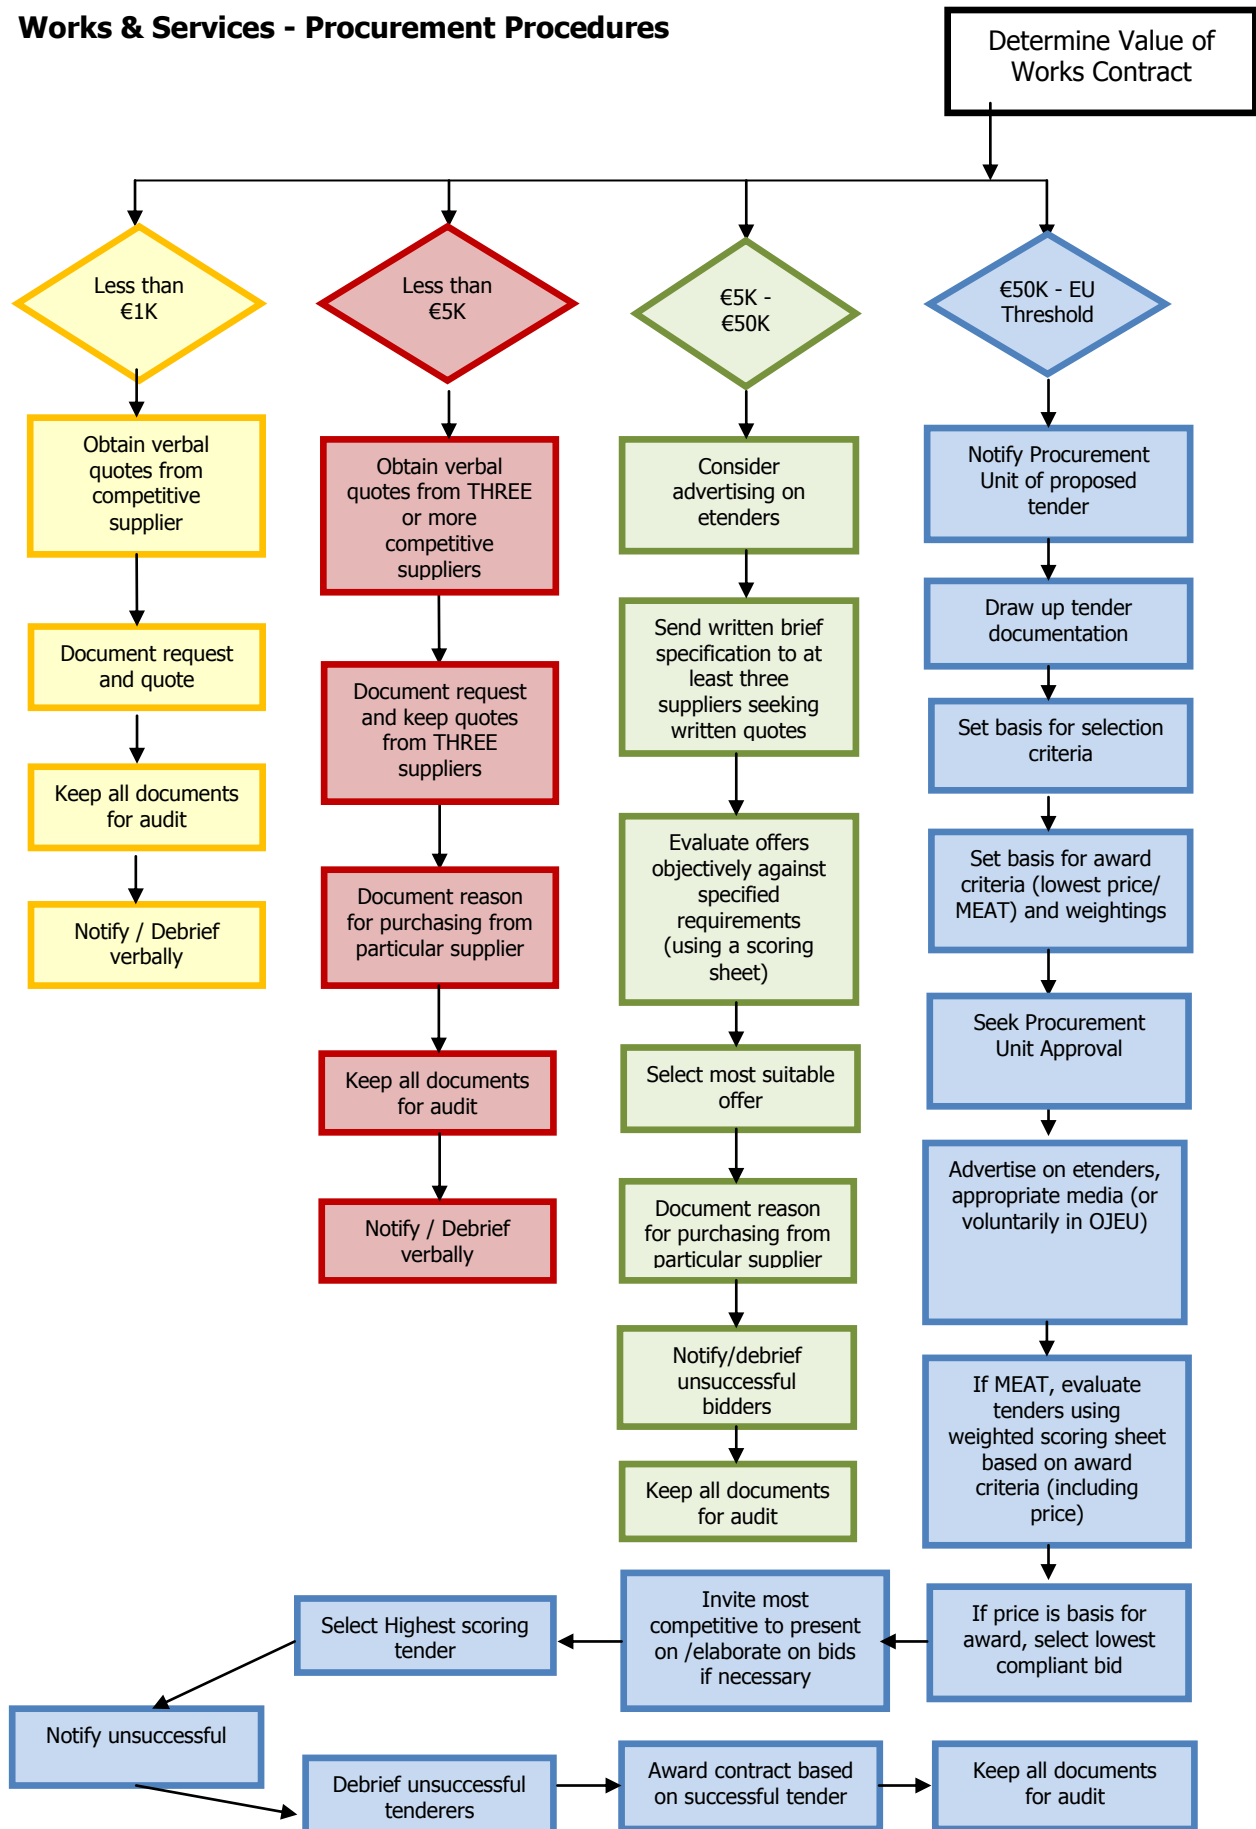 Works & Services - Procurement Procedures
Determine Value of
Works Contract
Less than
€1K
Obtain verbal
quotes from
competitive
supplier
Document request
and quote
Keep all documents
for audit
Notify / Debrief
verbally
Less than
€5K
Obtain verbal
quotes from THREE
or more
competitive
suppliers
Document request
and keep quotes
from THREE
suppliers
Document reason
for purchasing from
particular supplier
Keep all documents
for audit
Notify / Debrief
verbally
€5K -
€50K
Consider
advertising on
etenders
Send written brief
specification to at
least three
suppliers seeking
written quotes
Evaluate offers
objectively against
specified
requirements
(using a scoring
sheet)
Select most suitable
offer
Document reason
for purchasing from
particular supplier
Notify/debrief
unsuccessful
bidders
Keep all documents
for audit
€50K - EU
Threshold
Notify Procurement
Unit of proposed
tender
Draw up tender
documentation
Set basis for selection
criteria
Set basis for award
criteria (lowest price/
MEAT) and weightings
Seek Procurement
Unit Approval
Advertise on etenders,
appropriate media (or
voluntarily in OJEU)
If MEAT, evaluate
tenders using
weighted scoring sheet
based on award
criteria (including
price)
If price is basis for
award, select lowest
compliant bid
Invite most
competitive to present
on /elaborate on bids
if necessary
Select Highest scoring
tender
Notify unsuccessful
Debrief unsuccessful
tenderers
Award contract based
on successful tender
Keep all documents
for audit